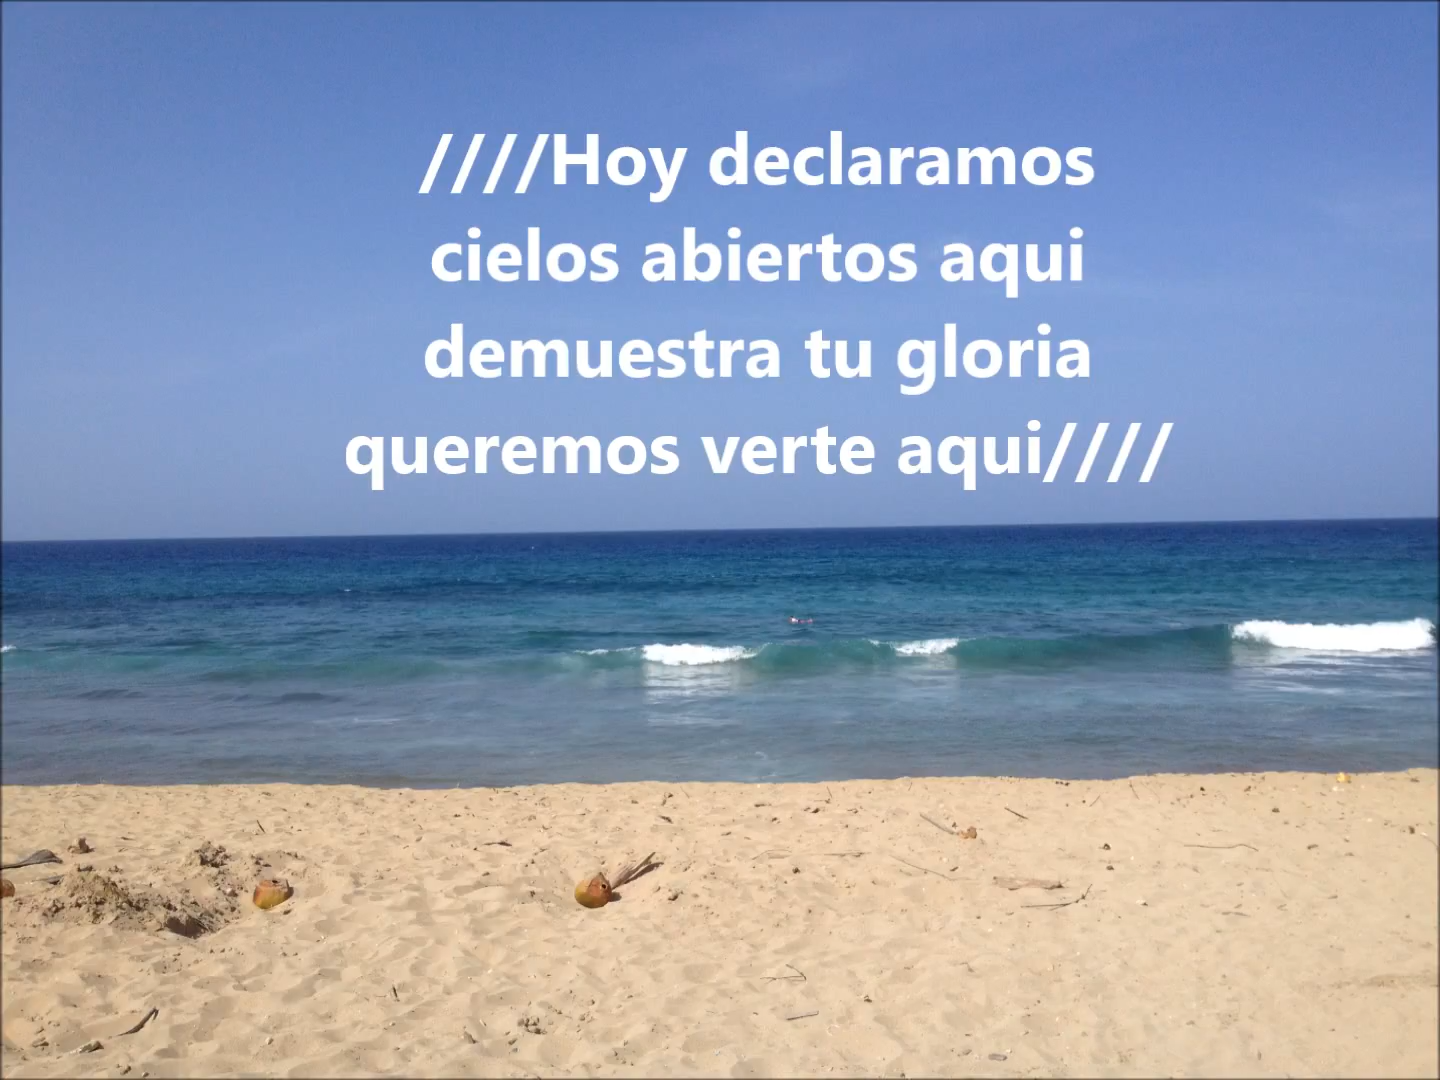 ////Hoy declaramos
cielos abiertos aqui
demuestra tu gloria
queremos verte aqui////